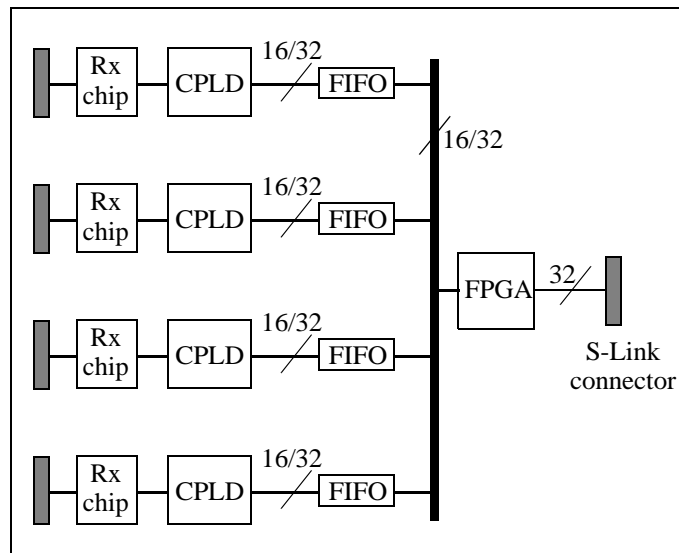 16/32
Rx
chip
CPLD
FIFO
16/32
16/32
Rx
chip
CPLD
FIFO
FPGA
32
S-Link
connector
16/32
Rx
chip
CPLD
FIFO
16/32
Rx
chip
CPLD
FIFO